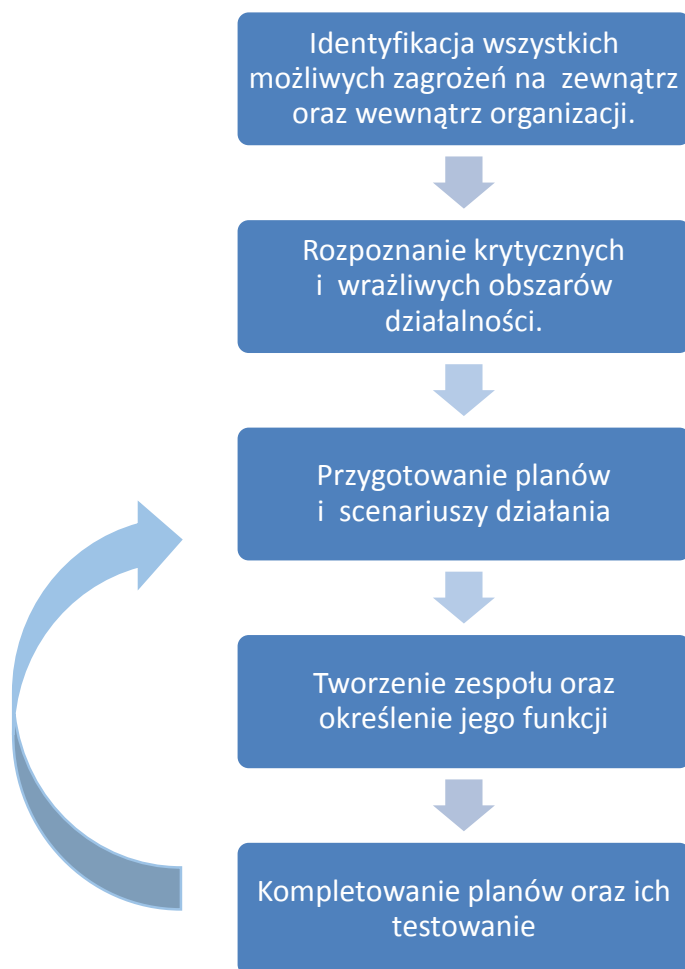 Identyfikacja wszystkich
możliwych zagrożeń na zewnątrz
oraz wewnątrz organizacji.
Rozpoznanie krytycznych
i wrażliwych obszarów
działalności.
Przygotowanie planów
i scenariuszy działania
Tworzenie zespołu oraz
określenie jego funkcji
Kompletowanie planów oraz ich
testowanie